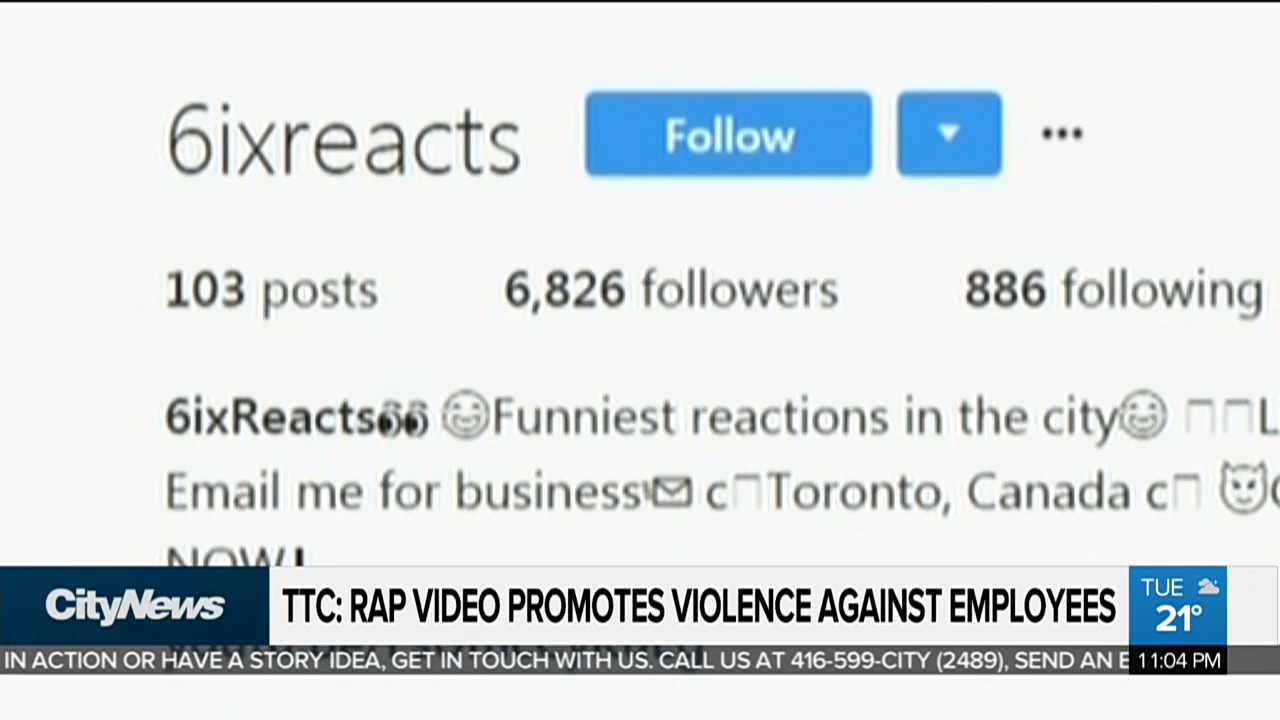 6ixreacts Follow
103 posts 6,826 followers 886 following
6ixReacts👀 😄Funniest reactions in the city😄
Email me for business Toronto, Canada
NOW!
CityNews TTC: RAP VIDEO PROMOTES VIOLENCE AGAINST EMPLOYEES TUE 21°
IN ACTION OR HAVE A STORY IDEA, GET IN TOUCH WITH US. CALL US AT 416-599-CITY (2489), SEND AN E 11:04 PM